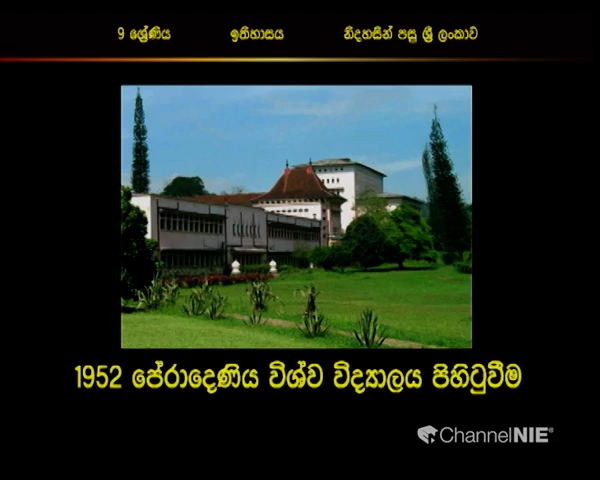 9 ශ්‍රේණිය ඉතිහාසය නිදහසින් පසු ශ්‍රී ලංකාව
1952 පේරාදෙණිය විශ්ව විද්‍යාලය පිහිටුවීම
ChannelNIE®